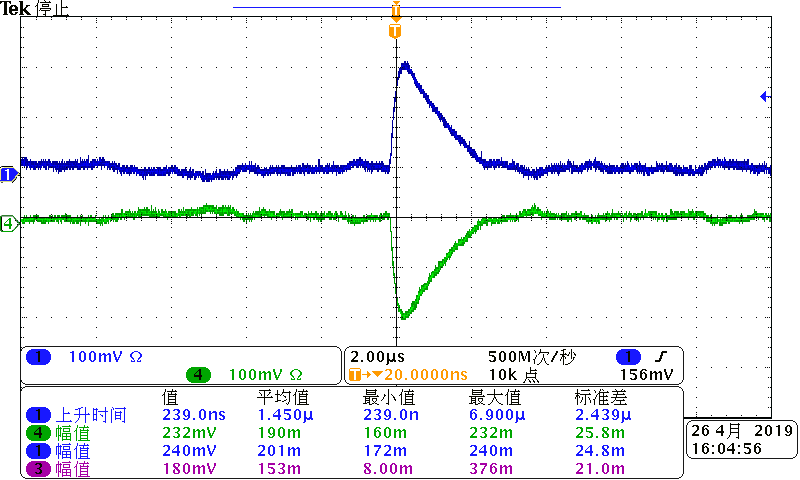 Tek 停止
T
T
1
4
1 100mV Ω
4 100mV Ω
2.00µs 500M次/秒 1
T→▼20.0000ns 10k 点 156mV
值 平均值 最小值 最大值 标准差
1 上升时间 239.0ns 1.450µ 239.0n 6.900µ 2.439µ
4 幅值 232mV 190m 160m 232m 25.8m
1 幅值 240mV 201m 172m 240m 24.8m
3 幅值 180mV 153m 8.00m 376m 21.0m
26 4月 2019
16:04:56